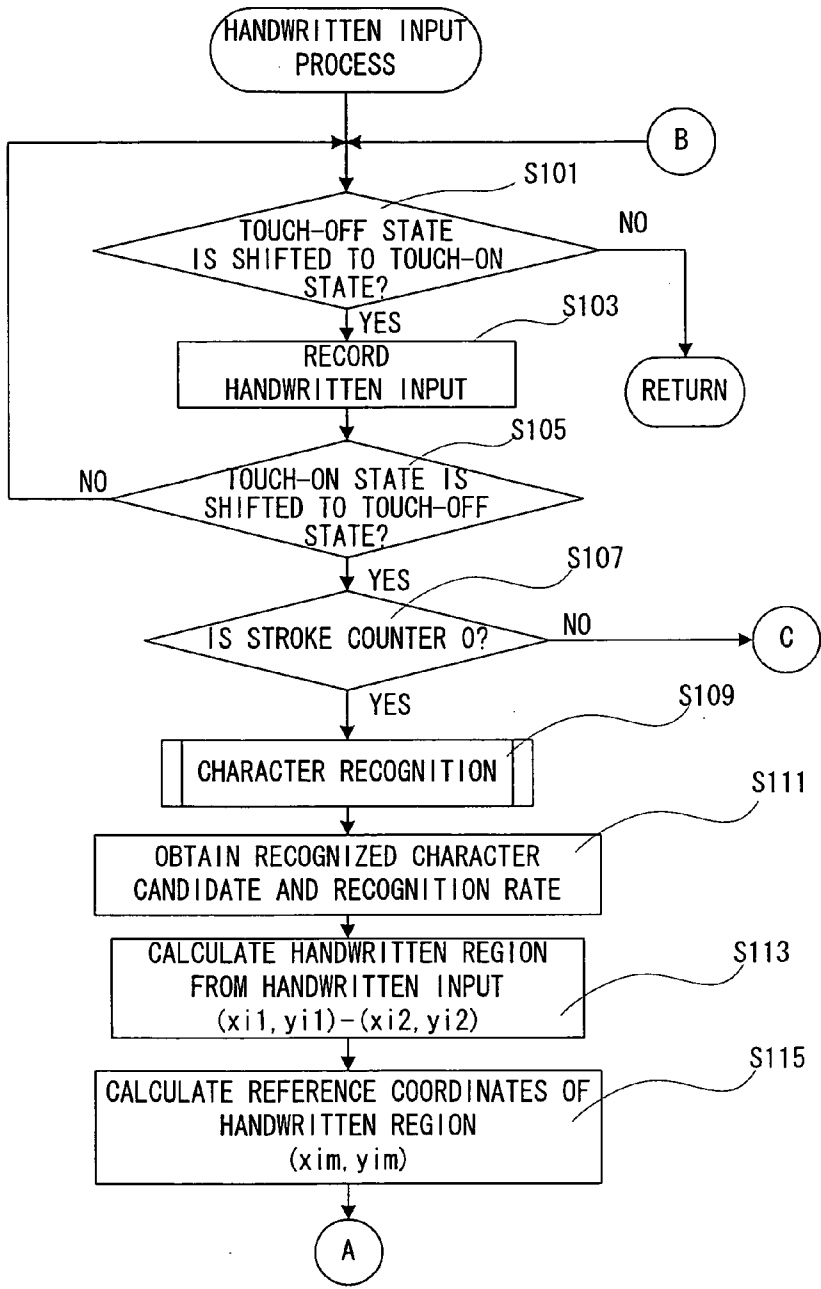 HANDWRITTEN INPUT
PROCESS
B
S101
TOUCH-OFF STATE
IS SHIFTED TO TOUCH-ON
STATE?
NO
YES
S103
RECORD
HANDWRITTEN INPUT
RETURN
S105
NO
TOUCH-ON STATE IS
SHIFTED TO TOUCH-OFF
STATE?
YES
S107
IS STROKE COUNTER 0?
NO
C
YES
S109
CHARACTER RECOGNITION
S111
OBTAIN RECOGNIZED CHARACTER
CANDIDATE AND RECOGNITION RATE
S113
CALCULATE HANDWRITTEN REGION
FROM HANDWRITTEN INPUT
(xi1, yi1)-(xi2, yi2)
S115
CALCULATE REFERENCE COORDINATES OF
HANDWRITTEN REGION
(xim, yim)
A